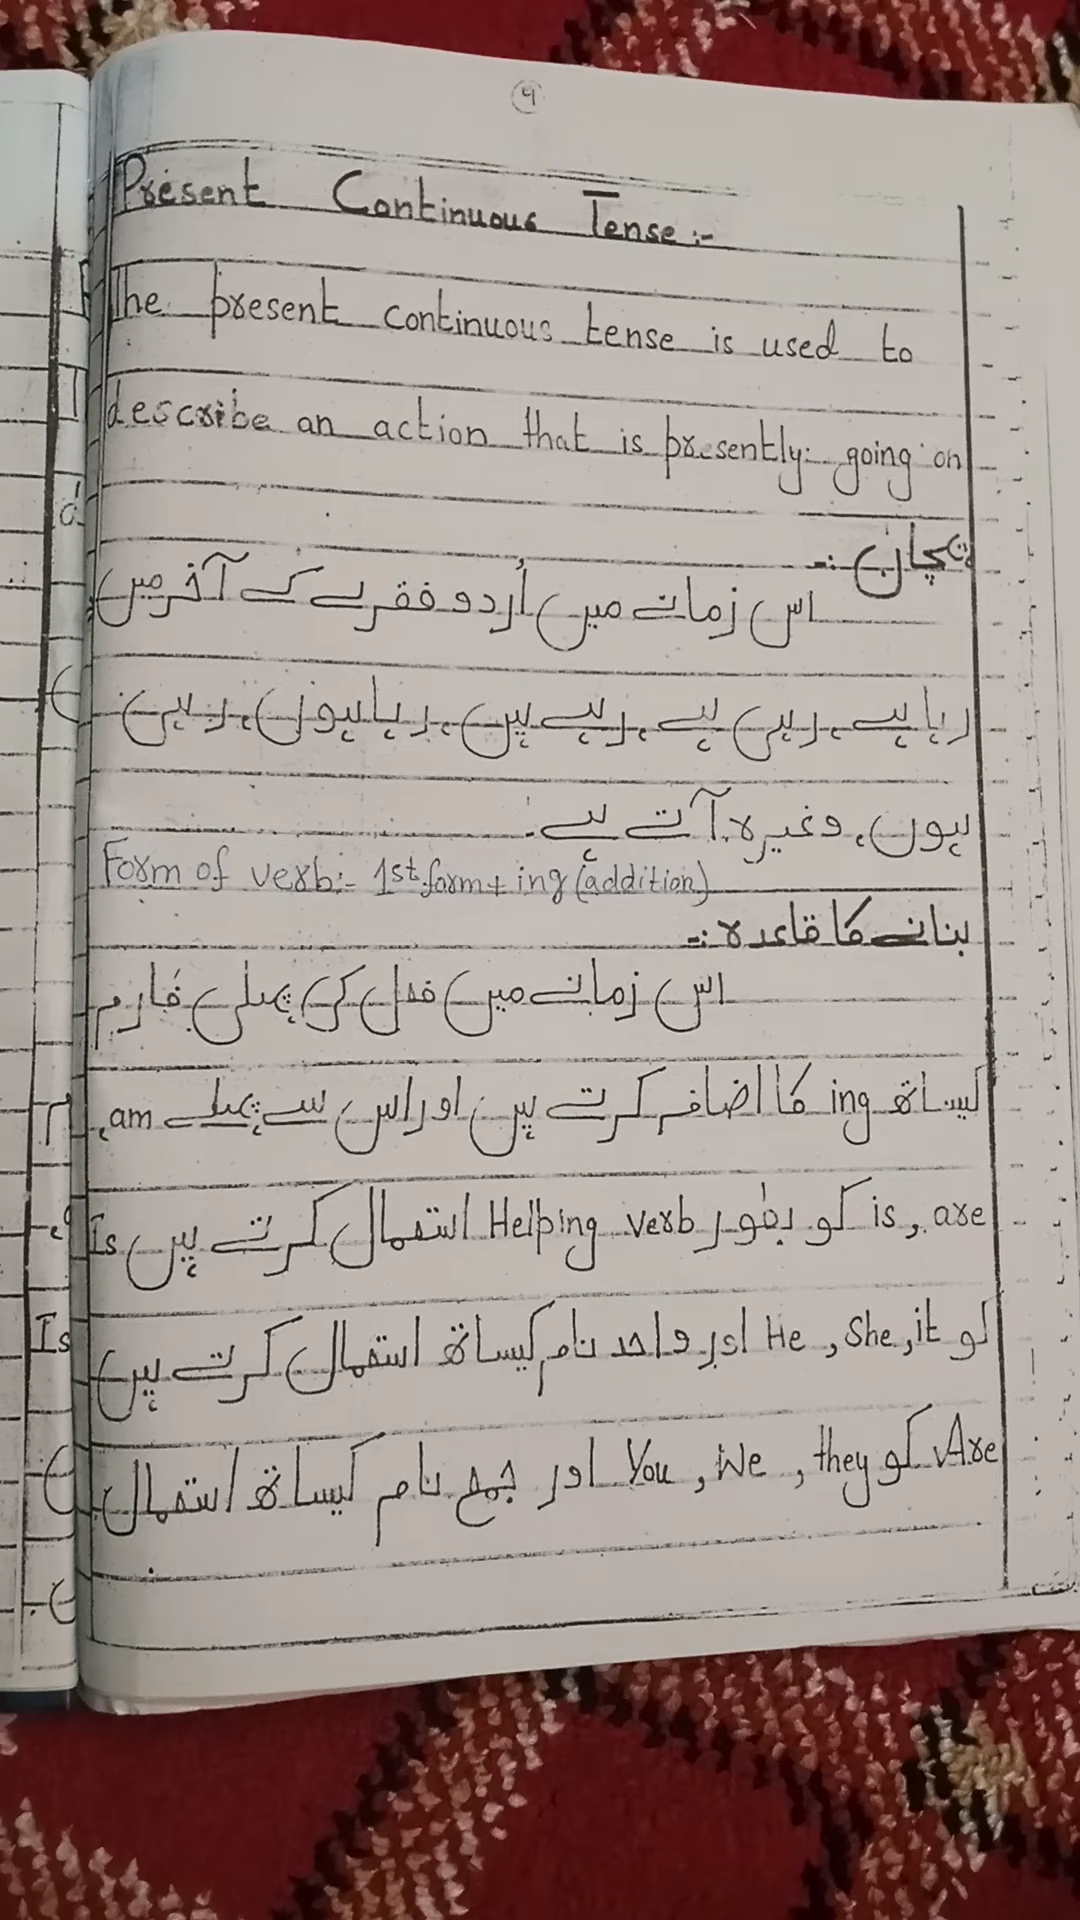 ۹
Present Continuous Tense:-
The present continuous tense is used to
describe an action that is presently going on
پہچان:-
اس زمانے میں اُردو فقرے کے آخر میں
رہا ہے، رہی ہے، رہے ہیں، رہا ہوں، رہی
ہوں، وغیرہ آتے ہے۔
Form of verb:- 1st form + ing (addition)
بنانے کا قاعدہ:-
اس زمانے میں فعل کی پہلی فارم
کیساتھ ing کا اضافہ کرتے ہیں اور اس سے پہلے am,
is, are کو بطور Helping verb استعمال کرتے ہیں Is
کو He, She, it اور واحد نام کیساتھ استعمال کرتے ہیں
Are کو You, We, they اور جمع نام کیساتھ استعمال